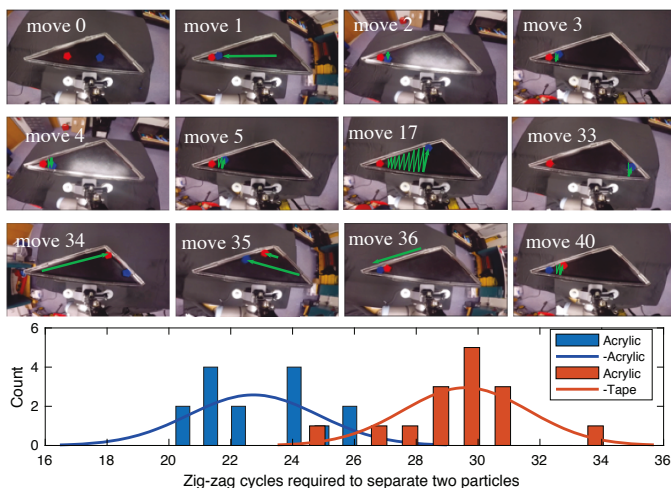 move 0
move 1
move 2
move 3
move 4
move 5
move 17
move 33
move 34
move 35
move 36
move 40
6
4
2
0
Count
Acrylic
-Acrylic
Acrylic
-Tape
16 18 20 22 24 26 28 30 32 34 36
Zig-zag cycles required to separate two particles